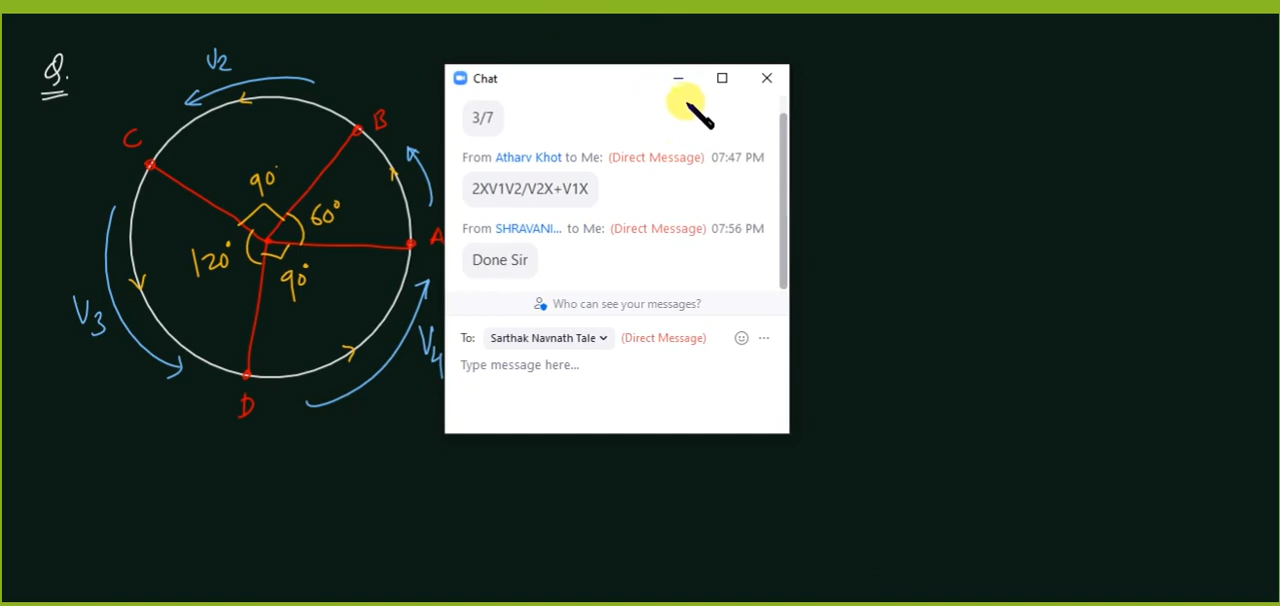 Q.
V2
B
C
90°
60°
A
120°
90°
V3
V4
D
Chat
3/7
From Atharv Khot to Me: (Direct Message) 07:47 PM
2XV1V2/V2X+V1X
From SHRAVANI... to Me: (Direct Message) 07:56 PM
Done Sir
Who can see your messages?
To: Sarthak Navnath Tale (Direct Message)
Type message here...